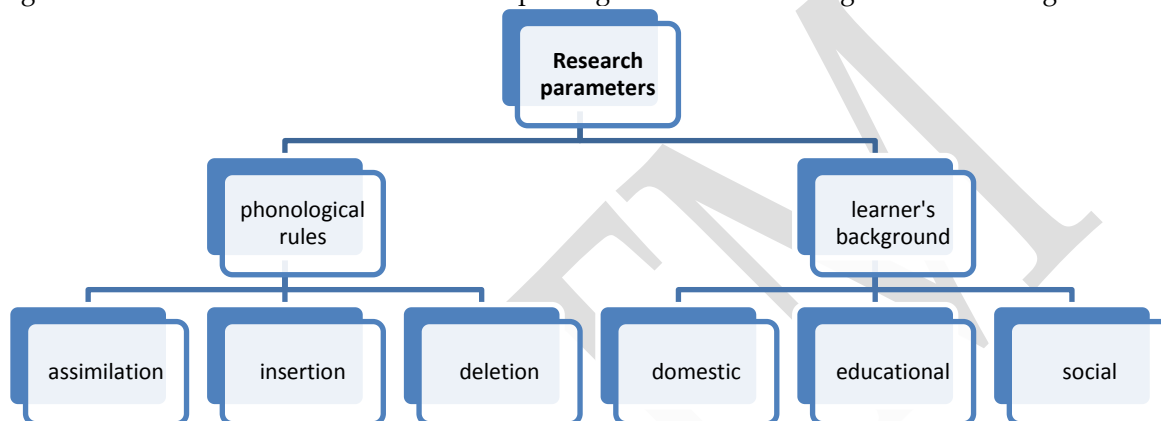 Research
parameters
phonological
rules
learner's
background
assimilation
insertion
deletion
domestic
educational
social